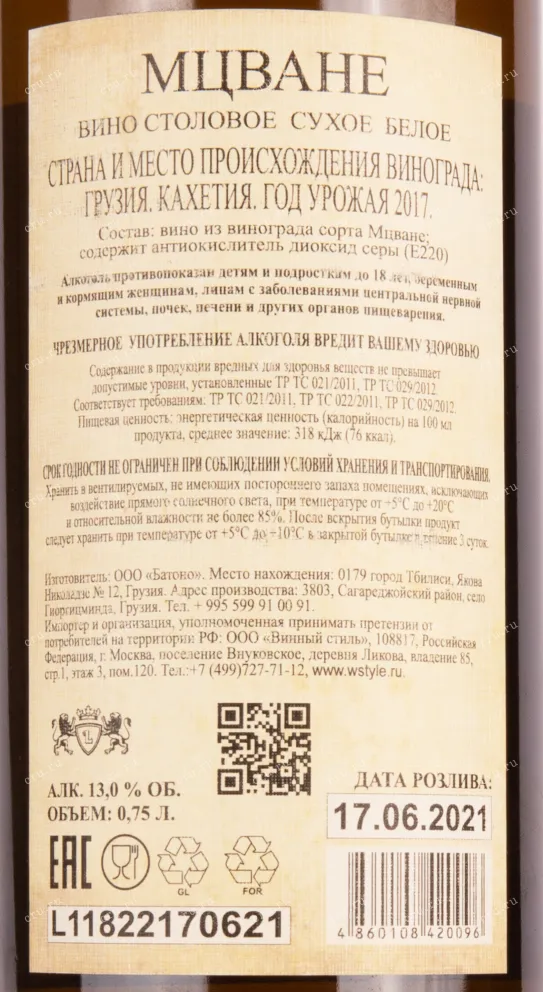 МЦВАНЕ
ВИНО СТОЛОВОЕ СУХОЕ БЕЛОЕ
СТРАНА И МЕСТО ПРОИСХОЖДЕНИЯ ВИНОГРАДА:
ГРУЗИЯ. КАХЕТИЯ. ГОД УРОЖАЯ 2017.
Состав: вино из винограда сорта Мцване;
содержит антиокислитель диоксид серы (Е220)
Алкоголь противопоказан детям и подросткам до 18 лет, беременным
и кормящим женщинам, лицам с заболеваниями центральной нервной
системы, почек, печени и других органов пищеварения.
ЧРЕЗМЕРНОЕ УПОТРЕБЛЕНИЕ АЛКОГОЛЯ ВРЕДИТ ВАШЕМУ ЗДОРОВЬЮ
Содержание в продукции вредных для здоровья веществ не превышает
допустимые уровни, установленные ТР ТС 021/2011, ТР ТС 029/2012
Соответствует требованиям: ТР ТС 021/2011, ТР ТС 022/2011, ТР ТС 029/2012.
Пищевая ценность: энергетическая ценность (калорийность) на 100 мл
продукта, среднее значение: 318 кДж (76 ккал).
СРОК ГОДНОСТИ НЕ ОГРАНИЧЕН ПРИ СОБЛЮДЕНИИ УСЛОВИЙ ХРАНЕНИЯ И ТРАНСПОРТИРОВАНИЯ.
Хранить в вентилируемых, не имеющих постороннего запаха помещениях, исключающих
воздействие прямого солнечного света, при температуре от +5°С до +20°С
и относительной влажности не более 85%. После вскрытия бутылки продукт
следует хранить при температуре от +5°С до +10°С в закрытой бутылке в течение 3 суток.
Изготовитель: ООО «Батоно». Место нахождения: 0179 город Тбилиси, Якова
Николадзе № 12, Грузия. Адрес производства: 3803, Сагареджойский район, село
Гиоргицминда, Грузия. Тел. + 995 599 91 00 91.
Импортер и организация, уполномоченная принимать претензии от
потребителей на территории РФ: ООО «Винный стиль», 108817, Российская
Федерация, г. Москва, поселение Внуковское, деревня Ликова, владение 85,
стр.1, этаж 3, пом.120. Тел.:+7 (499)727-71-12, www.wstyle.ru.
АЛК. 13,0 % ОБ.
ОБЪЕМ: 0,75 Л.
ДАТА РОЗЛИВА:
17.06.2021
EAC
GL
FOR
L11822170621
4 860108 420096